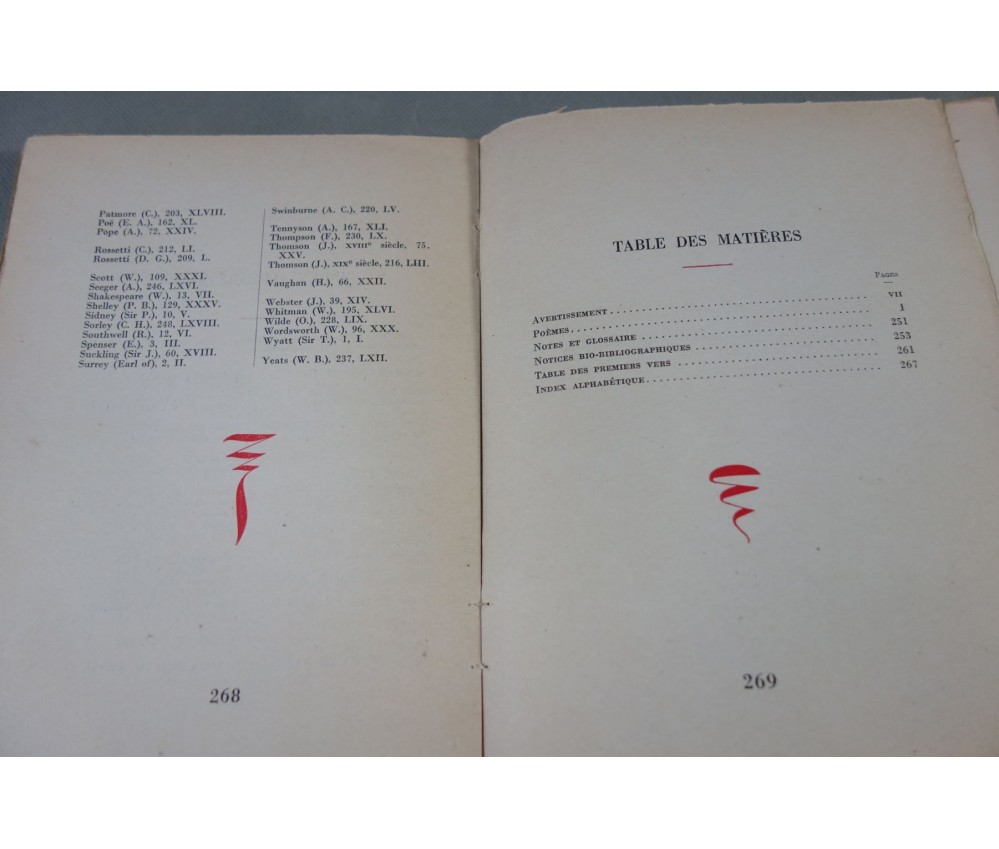 Patmore (C.), 203, XLVIII.
Poë (E. A.), 162, XL.
Pope (A.), 72, XXIV.
Rossetti (C.), 212, LI.
Rossetti (D. G.), 209, L.
Scott (W.), 109, XXXI.
Seeger (A.), 246, LXVI.
Shakespeare (W.), 13, VII.
Shelley (P. B.), 129, XXXV.
Sidney (Sir P.), 10, V.
Sorley (C. H.), 248, LXVIII.
Southwell (R.), 12, VI.
Spenser (E.), 3, III.
Suckling (Sir J.), 60, XVIII.
Surrey (Earl of), 2, II.
Swinburne (A. C.), 220, LV.
Tennyson (A.), 167, XLI.
Thompson (F.), 230, LX.
Thomson (J.), XVIIIe siècle, 75,
XXV.
Thomson (J.), XIXe siècle, 216, LIII.
Vaughan (H.), 66, XXII.
Webster (J.), 39, XIV.
Whitman (W.), 195, XLVI.
Wilde (O.), 228, LIX.
Wordsworth (W.), 96, XXX.
Wyatt (Sir T.), 1, I.
Yeats (W. B.), 237, LXII.
268
TABLE DES MATIÈRES
Pages
Avertissement VII
Poèmes 1
Notes et glossaire 251
Notices bio-bibliographiques 253
Table des premiers vers 261
Index alphabétique 267
269